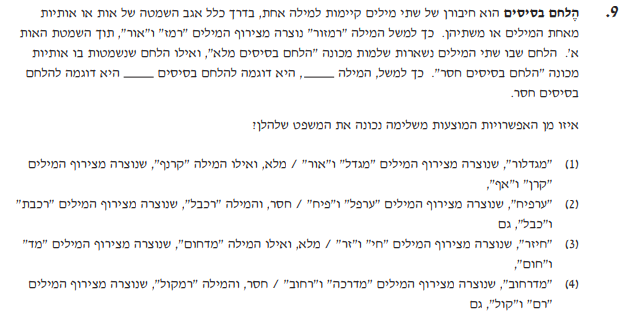 9. הֶלחם בסיסים הוא חיבורן של שתי מילים קיימות למילה אחת, בדרך כלל אגב השמטה של אות או אותיות
מאחת המילים או משתיהן. כך למשל המילה "רמזור" נוצרה מצירוף המילים "רמז" ו"אור", תוך השמטת האות
א'. הלחם שבו שתי המילים נשארות שלמות מכונה "הלחם בסיסים מלא", ואילו הלחם שנשמטות בו אותיות
מכונה "הלחם בסיסים חסר". כך למשל, המילה _____, היא דוגמה להלחם בסיסים _____ היא דוגמה להלחם
בסיסים חסר.
איזו מן האפשרויות המוצעות משלימה נכונה את המשפט שלהלן?
(1) "מגדלור", שנוצרה מצירוף המילים "מגדל" ו"אור" / מלא, ואילו המילה "קרנף", שנוצרה מצירוף המילים
"קרן" ו"אף",
(2) "ערפיח", שנוצרה מצירוף המילים "ערפל" ו"פיח" / חסר, והמילה "רכבל", שנוצרה מצירוף המילים "רכבת"
ו"כבל", גם
(3) "חיזר", שנוצרה מצירוף המילים "חי" ו"זר" / מלא, ואילו המילה "מדחום", שנוצרה מצירוף המילים "מד"
ו"חום",
(4) "מדרחוב", שנוצרה מצירוף המילים "מדרכה" ו"רחוב" / חסר, והמילה "רמקול", שנוצרה מצירוף המילים
"רם" ו"קול", גם